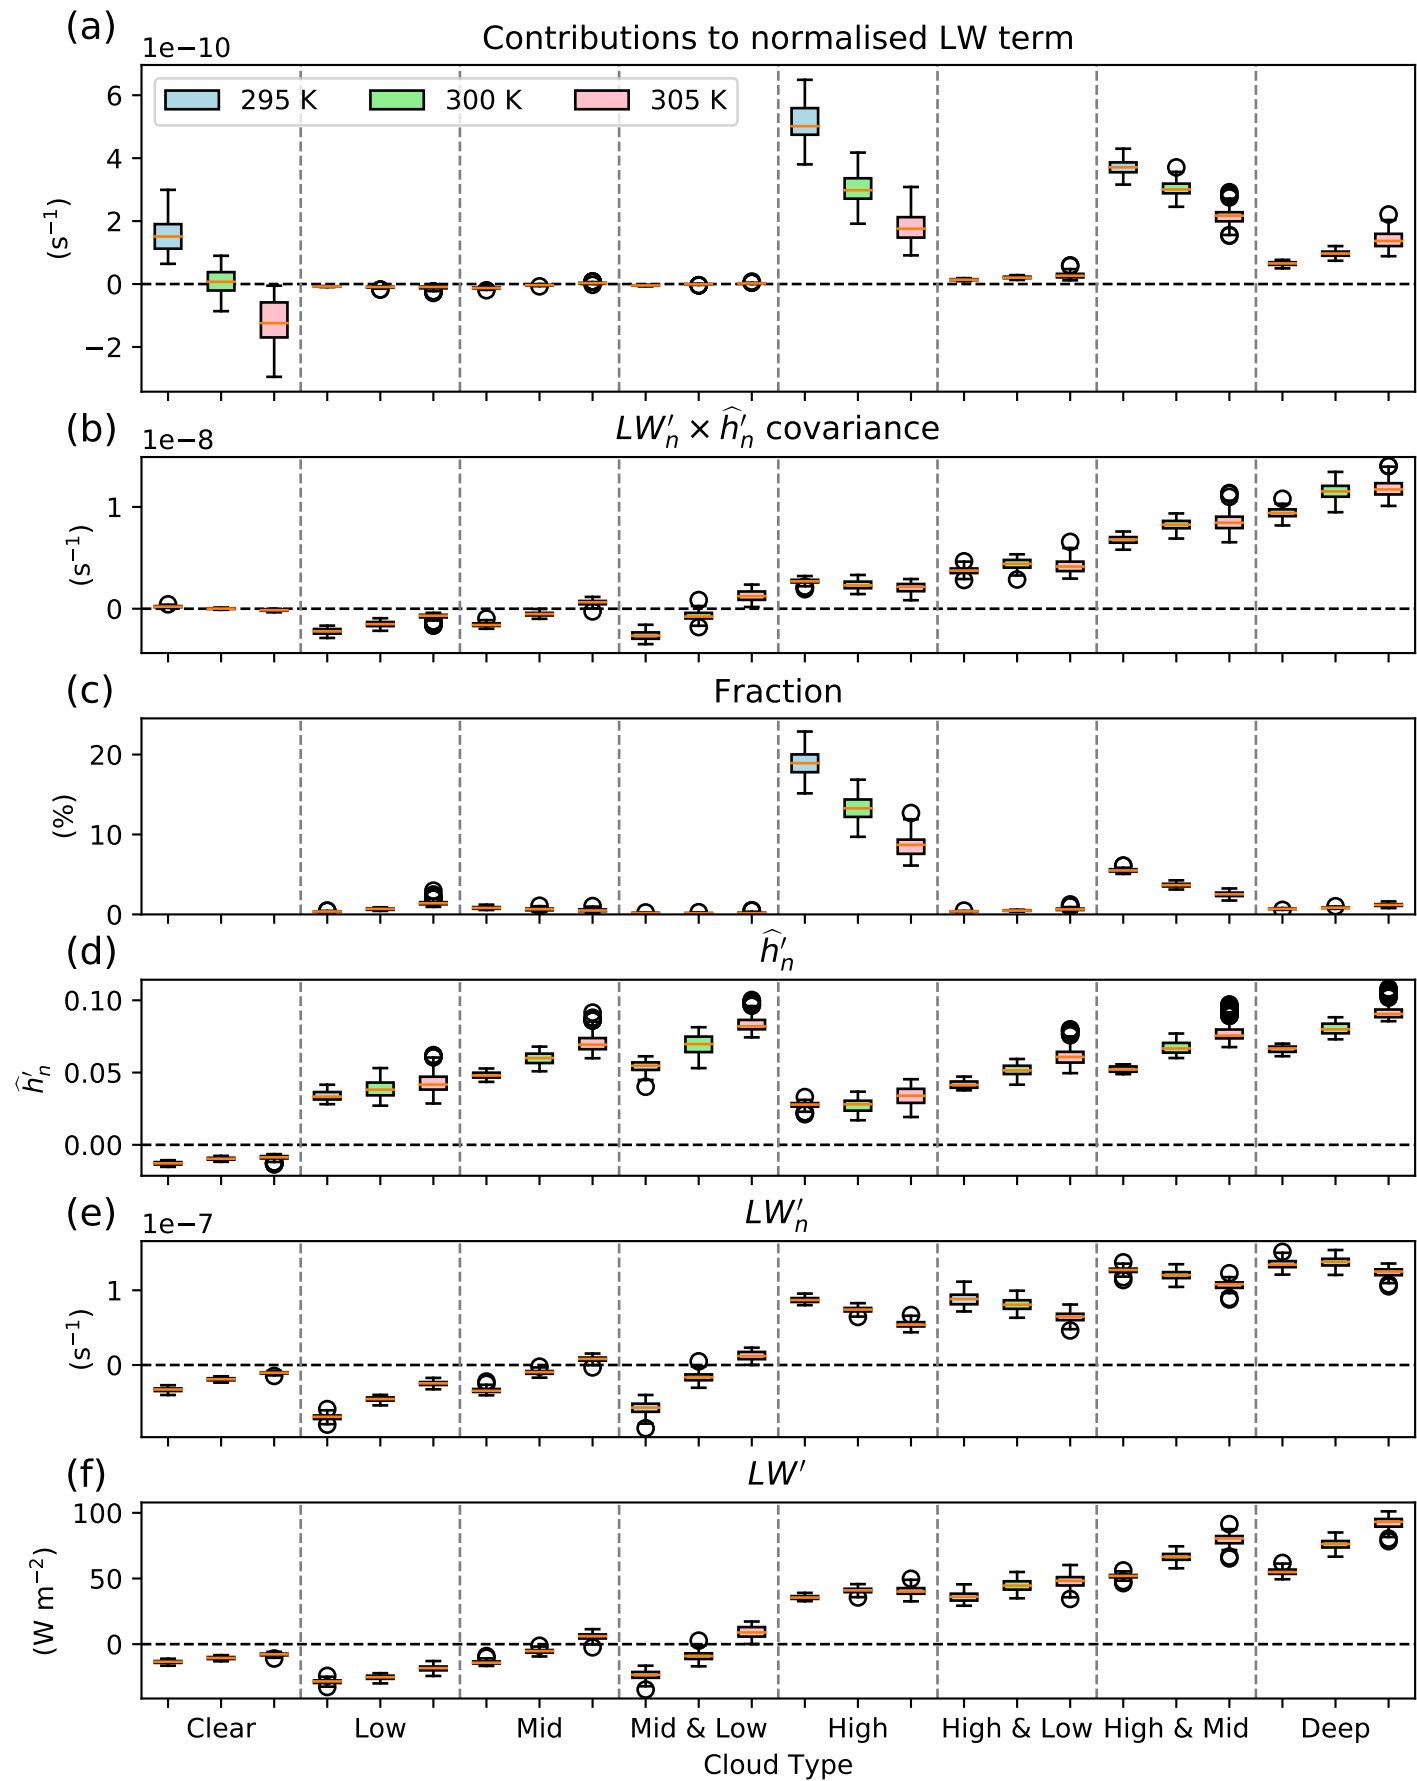 (a)
1e−10
Contributions to normalised LW term
295 K 300 K 305 K
6
4
2
0
−2
(s⁻¹)
(b)
1e−8
LW′ₙ × ĥ′ₙ covariance
1
0
(s⁻¹)
(c)
Fraction
20
10
0
(%)
(d)
ĥ′ₙ
0.10
0.05
0.00
ĥ′ₙ
(e)
1e−7
LW′ₙ
1
0
(s⁻¹)
(f)
LW′
100
50
0
(W m⁻²)
Clear Low Mid Mid & Low High High & Low High & Mid Deep
Cloud Type